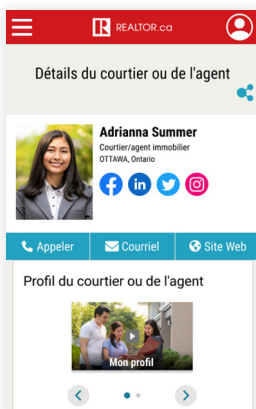 REALTOR.ca
Détails du courtier ou de l'agent
Adrianna Summer
Courtier/agent immobilier
OTTAWA, Ontario
Appeler
Courriel
Site Web
Profil du courtier ou de l'agent
Mon profil